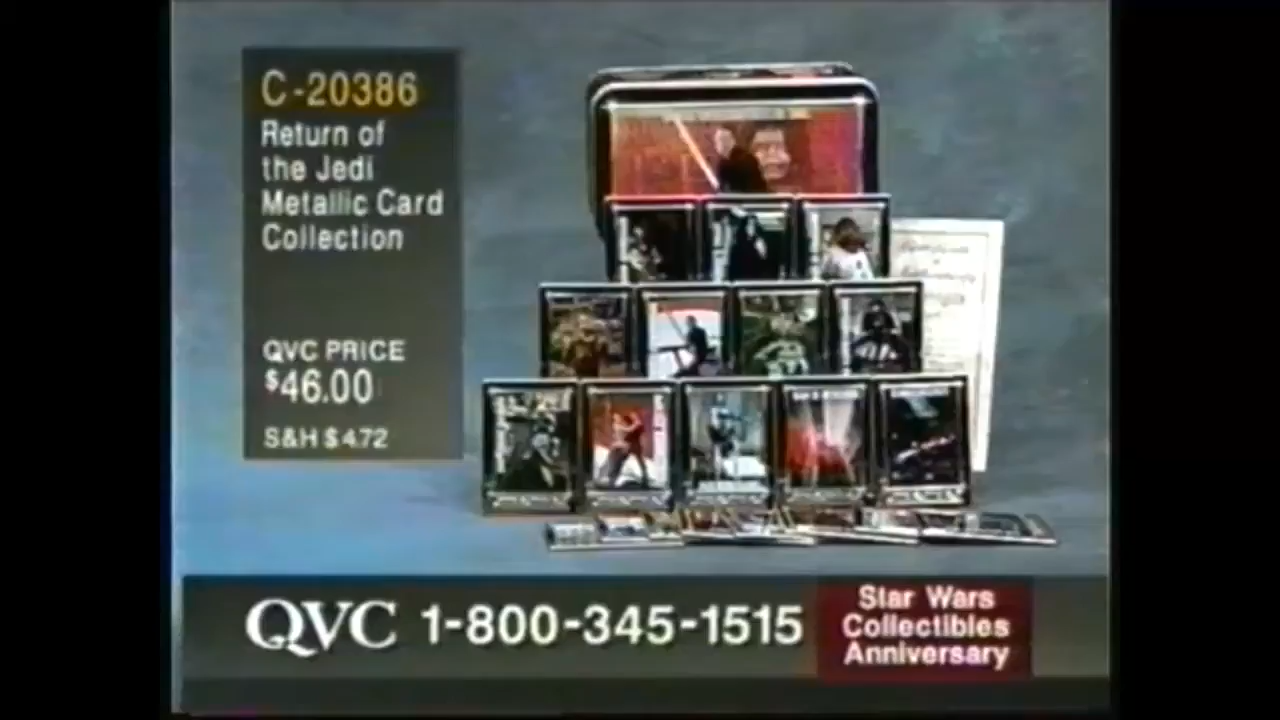 C-20386
Return of
the Jedi
Metallic Card
Collection
QVC PRICE
$46.00
S&H $4.72
QVC 1-800-345-1515
Star Wars
Collectibles
Anniversary